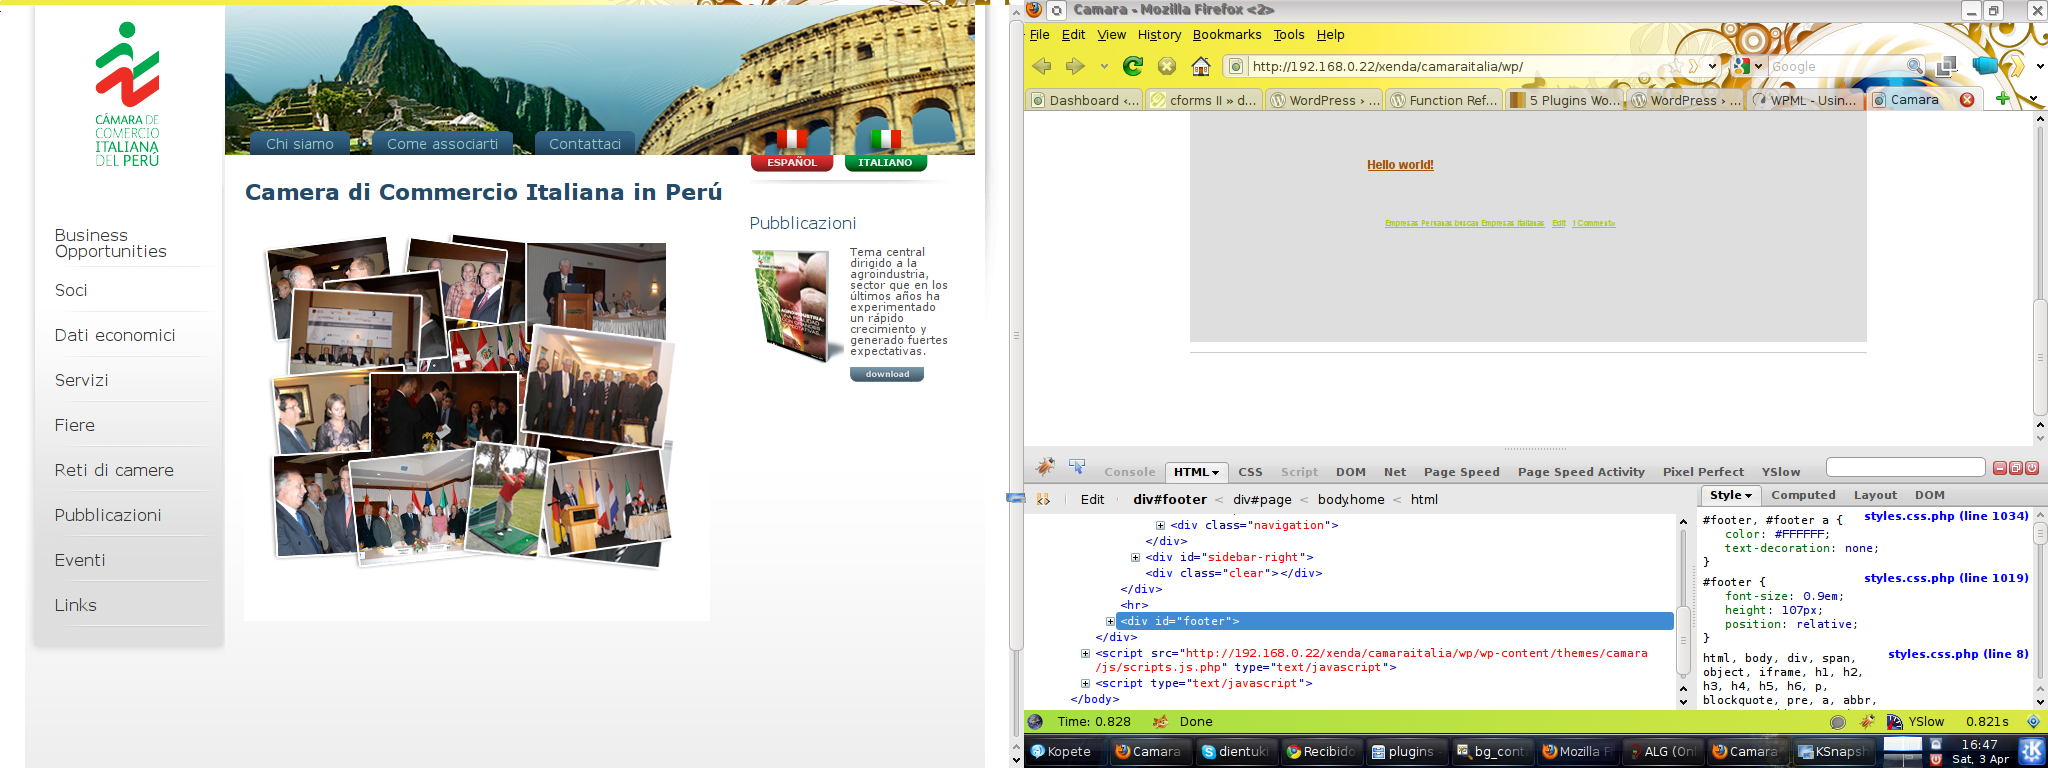 CÁMARA DE
COMERCIO
ITALIANA
DEL PERÚ
Chi siamo
Come associarti
Contattaci
ESPAÑOL
ITALIANO
Camera di Commercio Italiana in Perú
Business
Opportunities
Soci
Dati economici
Servizi
Fiere
Reti di camere
Pubblicazioni
Eventi
Links
Pubblicazioni
Tema central
dirigido a la
agroindustria,
sector que en los
últimos años ha
experimentado
un rápido
crecimiento y
generado fuertes
expectativas.
download
Camara - Mozilla Firefox <2>
File Edit View History Bookmarks Tools Help
http://192.168.0.22/xenda/camaraitalia/wp/
Google
Dashboard ‹...
cforms II » d...
WordPress › ...
Function Ref...
5 Plugins Wo...
WordPress › ...
WPML - Usin...
Camara
Hello world!
Empresas Peruanas buscan Empresas Italianas Edit 1 Comment»
Console HTML CSS Script DOM Net Page Speed Page Speed Activity Pixel Perfect YSlow
Edit div#footer < div#page < body.home < html
<div class="navigation">
</div>
<div id="sidebar-right">
<div class="clear"></div>
</div>
<hr>
<div id="footer">
</div>
<script src="http://192.168.0.22/xenda/camaraitalia/wp/wp-content/themes/camara
/js/scripts.js.php" type="text/javascript">
<script type="text/javascript">
</body>
Style Computed Layout DOM
#footer, #footer a { styles.css.php (line 1034)
color: #FFFFFF;
text-decoration: none;
}
#footer { styles.css.php (line 1019)
font-size: 0.9em;
height: 107px;
position: relative;
}
html, body, div, span, styles.css.php (line 8)
object, iframe, h1, h2,
h3, h4, h5, h6, p,
blockquote, pre, a, abbr,
Time: 0.828 Done YSlow 0.821s
Kopete
Camara
dientuki
Recibido
plugins
bg_cont
Mozilla Fi
ALG (Onl
Camara
KSnapsh
16:47
Sat, 3 Apr